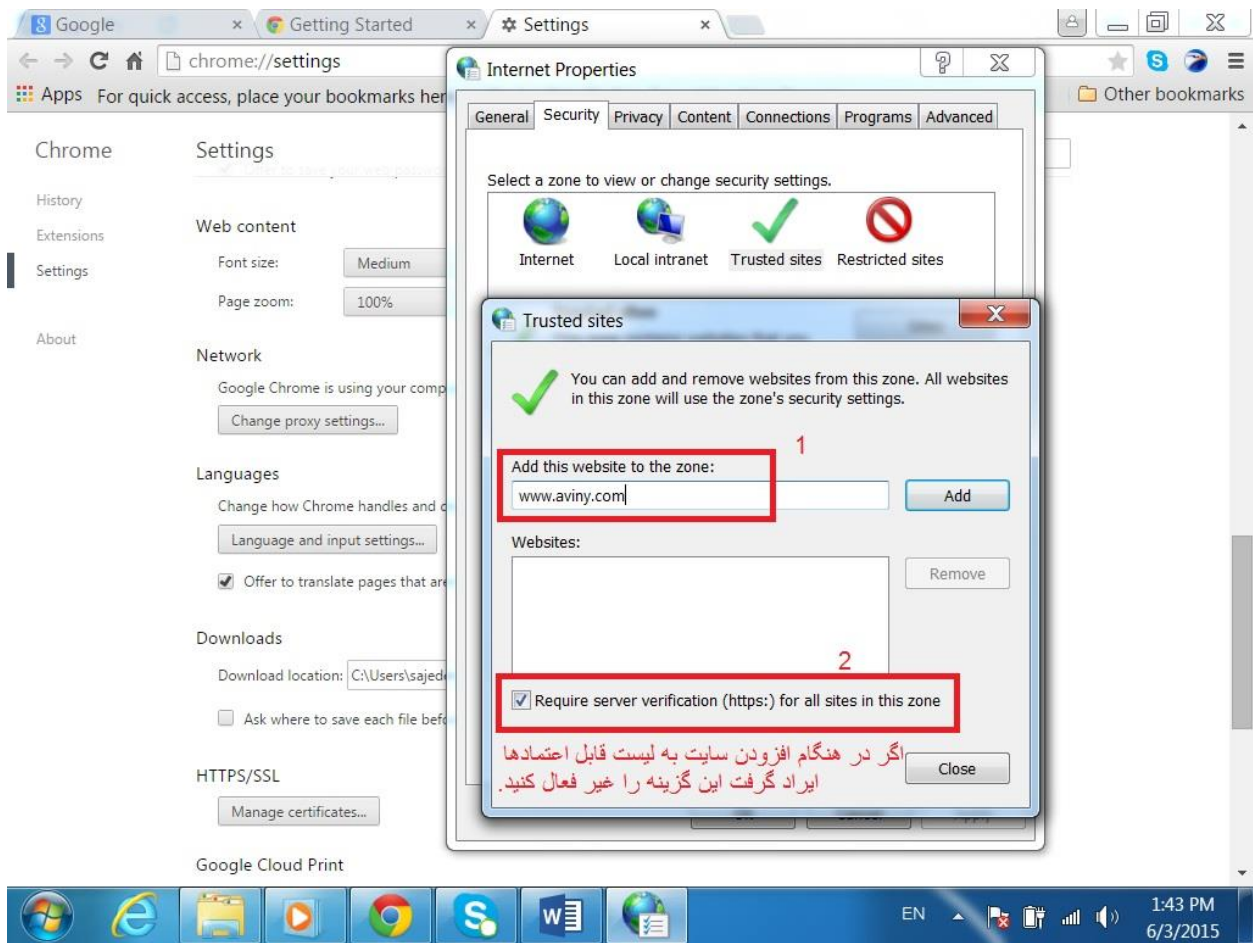 Google
Getting Started
Settings
chrome://settings
Apps For quick access, place your bookmarks her
Other bookmarks
Chrome
History
Extensions
Settings
About
Settings
Web content
Font size: Medium
Page zoom: 100%
Network
Google Chrome is using your comp
Change proxy settings...
Languages
Change how Chrome handles and d
Language and input settings...
Offer to translate pages that are
Downloads
Download location: C:\Users\sajede
Ask where to save each file befo
HTTPS/SSL
Manage certificates...
Google Cloud Print
Internet Properties
General Security Privacy Content Connections Programs Advanced
Select a zone to view or change security settings.
Internet Local intranet Trusted sites Restricted sites
Trusted sites
You can add and remove websites from this zone. All websites
in this zone will use the zone's security settings.
1
Add this website to the zone:
www.aviny.com Add
Websites:
Remove
2
Require server verification (https:) for all sites in this zone
اگر در هنگام افزودن سایت به لیست قابل اعتمادها
ایراد گرفت این گزینه را غیر فعال کنید.
Close
EN
1:43 PM
6/3/2015